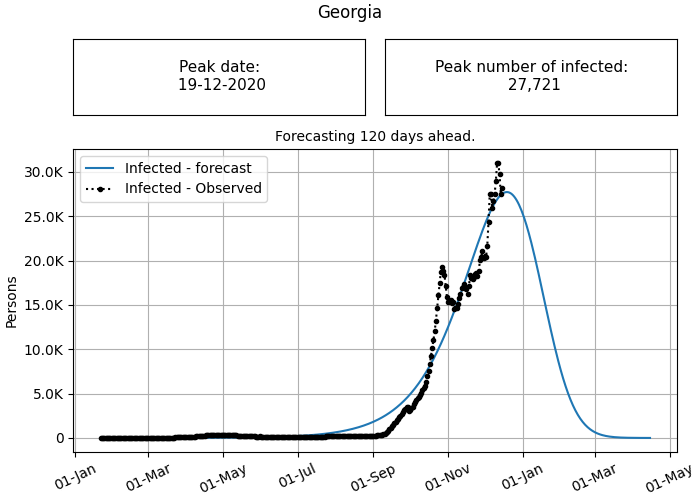 Georgia
Peak date:
19-12-2020
Peak number of infected:
27,721
Forecasting 120 days ahead.
Infected - forecast
Infected - Observed
30.0K
25.0K
20.0K
15.0K
10.0K
5.0K
0
Persons
01-Jan
01-Mar
01-May
01-Jul
01-Sep
01-Nov
01-Jan
01-Mar
01-May